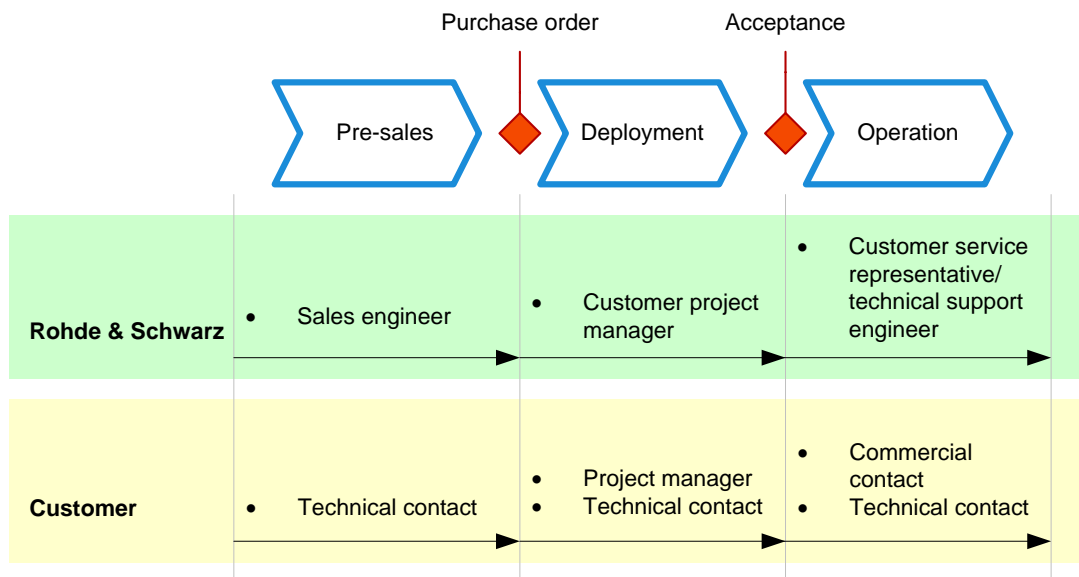 Purchase order
Acceptance
Pre-sales
Deployment
Operation
Rohde & Schwarz
• Sales engineer
• Customer project
manager
• Customer service
representative/
technical support
engineer
Customer
• Technical contact
• Project manager
• Technical contact
• Commercial
contact
• Technical contact